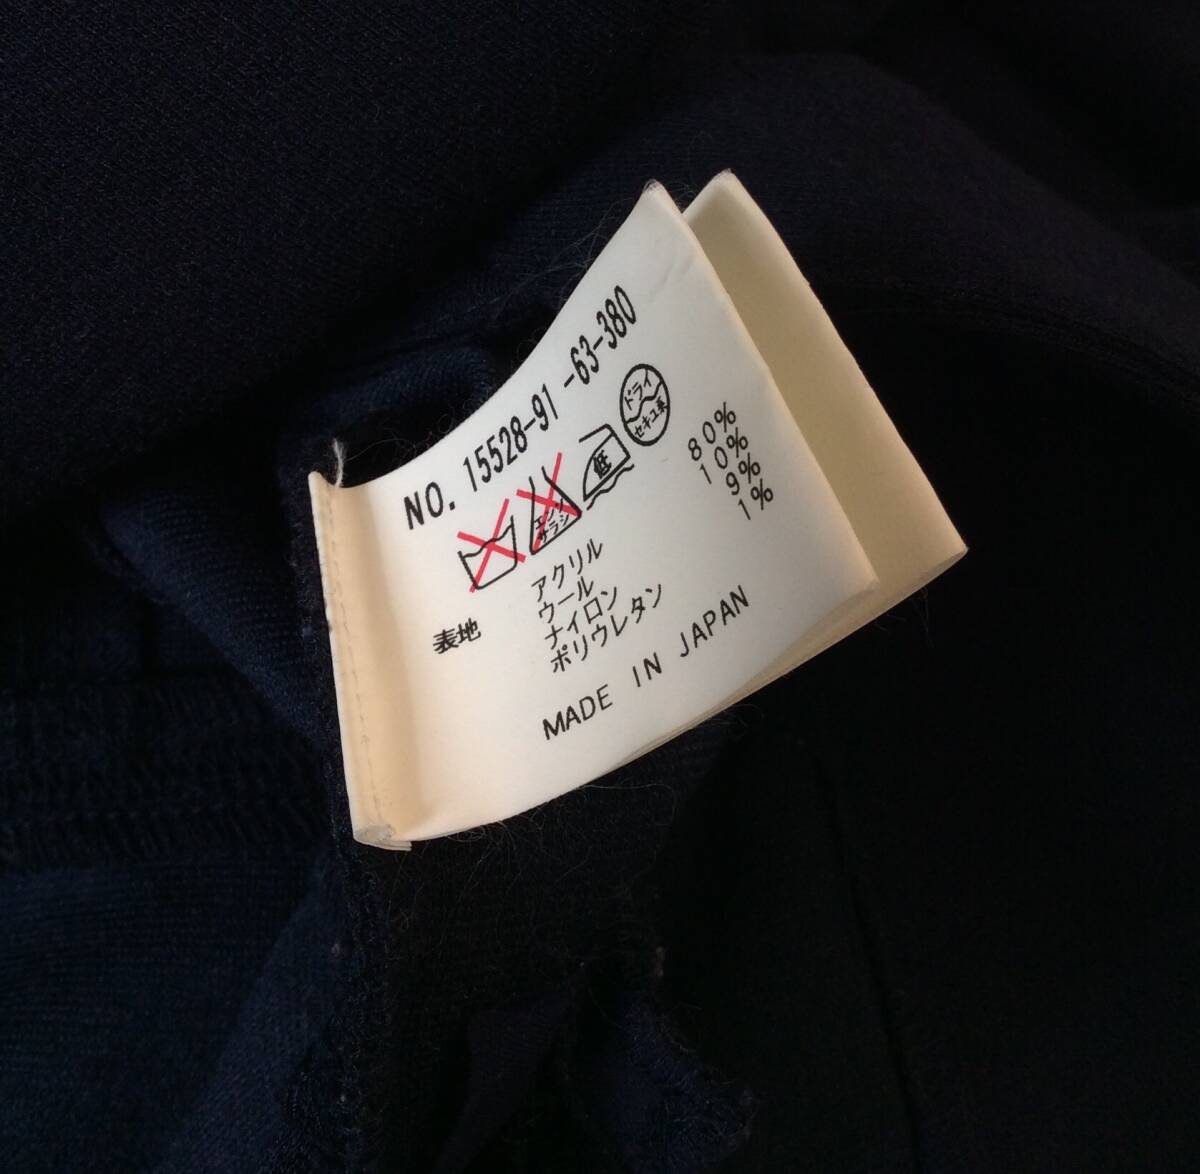 NO. 15528-91 -63-380
エンソ サラシ 低 ドライ セキユ系
表地 アクリル 80%
ウール 10%
ナイロン 9%
ポリウレタン 1%
MADE IN JAPAN